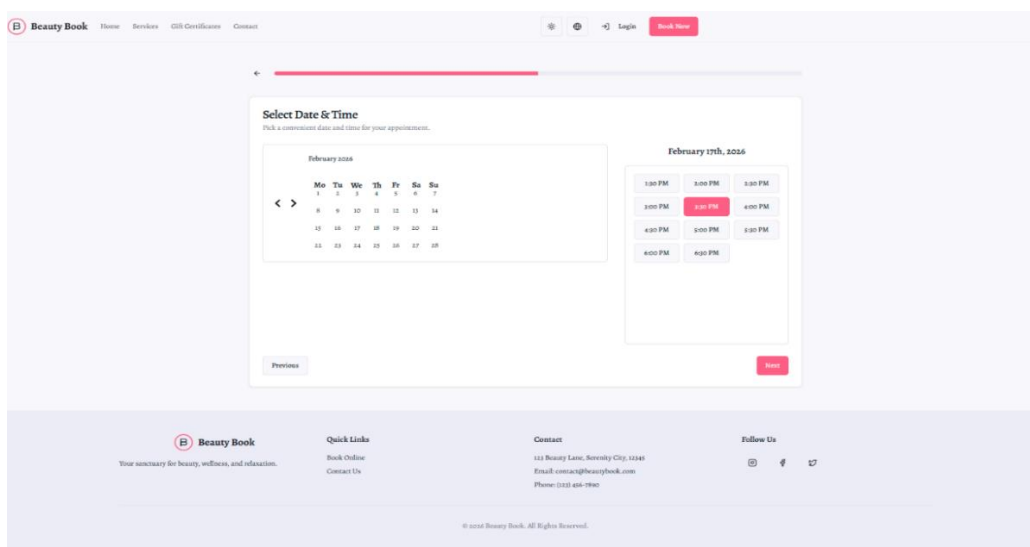 Beauty Book Home Services Gift Certificates Contact Login Book Now
Select Date & Time
Pick a convenient date and time for your appointment.
February 2026
Mo Tu We Th Fr Sa Su
1 2 3 4 5 6 7
8 9 10 11 12 13 14
15 16 17 18 19 20 21
22 23 24 25 26 27 28
February 17th, 2026
1:30 PM 2:00 PM 2:30 PM
3:00 PM 3:30 PM 4:00 PM
4:30 PM 5:00 PM 5:30 PM
6:00 PM 6:30 PM
Previous Next
Beauty Book
Your sanctuary for beauty, wellness, and relaxation.
Quick Links
Book Online
Contact Us
Contact
123 Beauty Lane, Serenity City, 12345
Email: contact@beautybook.com
Phone: (123) 456-7890
Follow Us
© 2026 Beauty Book. All Rights Reserved.